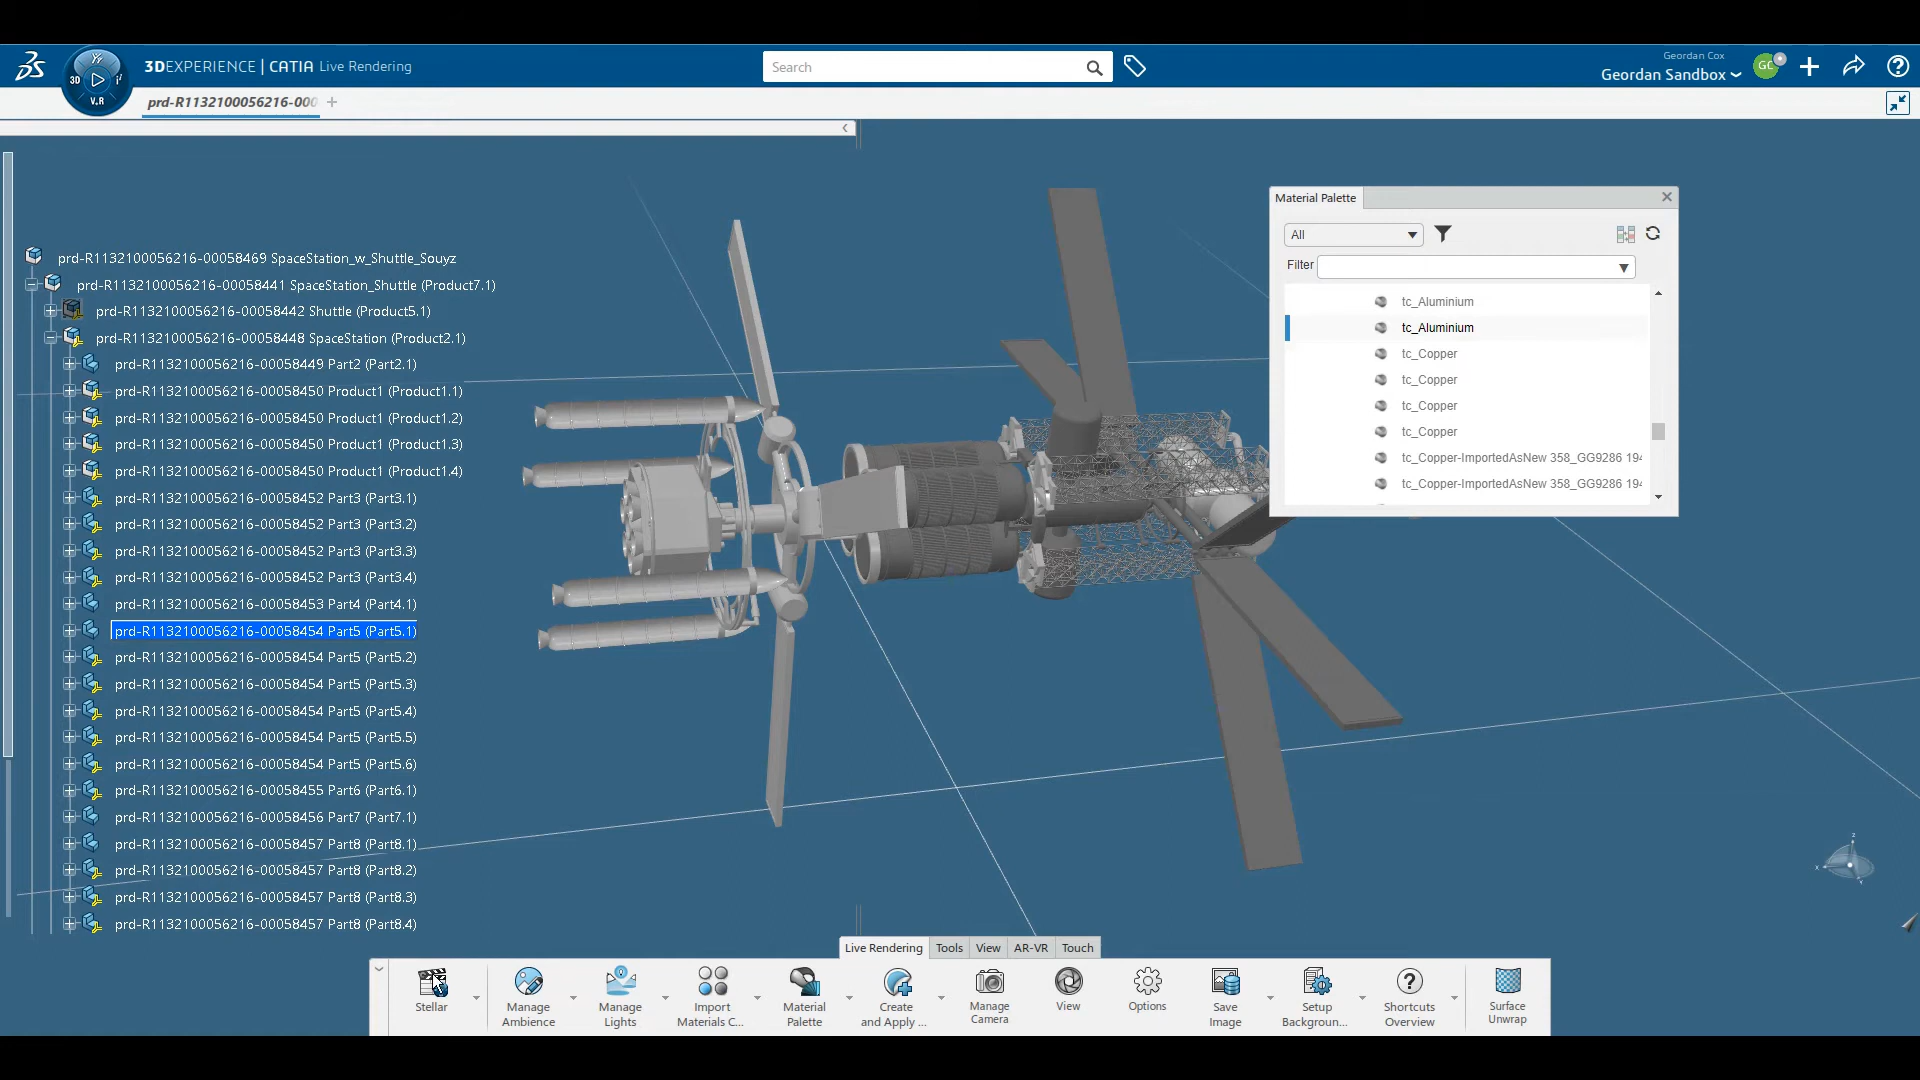 Geordan Cox
3DEXPERIENCE | CATIA Live Rendering
Search
Geordan Sandbox
GC
3D
V.R
prd-R1132100056216-000
Material Palette
All
Filter
tc_Aluminium
tc_Aluminium
tc_Copper
tc_Copper
tc_Copper
tc_Copper
tc_Copper-ImportedAsNew 358_GG9286 194
tc_Copper-ImportedAsNew 358_GG9286 194
prd-R1132100056216-00058469 SpaceStation_w_Shuttle_Souyz
prd-R1132100056216-00058441 SpaceStation_Shuttle (Product7.1)
prd-R1132100056216-00058442 Shuttle (Product5.1)
prd-R1132100056216-00058448 SpaceStation (Product2.1)
prd-R1132100056216-00058449 Part2 (Part2.1)
prd-R1132100056216-00058450 Product1 (Product1.1)
prd-R1132100056216-00058450 Product1 (Product1.2)
prd-R1132100056216-00058450 Product1 (Product1.3)
prd-R1132100056216-00058450 Product1 (Product1.4)
prd-R1132100056216-00058452 Part3 (Part3.1)
prd-R1132100056216-00058452 Part3 (Part3.2)
prd-R1132100056216-00058452 Part3 (Part3.3)
prd-R1132100056216-00058452 Part3 (Part3.4)
prd-R1132100056216-00058453 Part4 (Part4.1)
prd-R1132100056216-00058454 Part5 (Part5.1)
prd-R1132100056216-00058454 Part5 (Part5.2)
prd-R1132100056216-00058454 Part5 (Part5.3)
prd-R1132100056216-00058454 Part5 (Part5.4)
prd-R1132100056216-00058454 Part5 (Part5.5)
prd-R1132100056216-00058454 Part5 (Part5.6)
prd-R1132100056216-00058455 Part6 (Part6.1)
prd-R1132100056216-00058456 Part7 (Part7.1)
prd-R1132100056216-00058457 Part8 (Part8.1)
prd-R1132100056216-00058457 Part8 (Part8.2)
prd-R1132100056216-00058457 Part8 (Part8.3)
prd-R1132100056216-00058457 Part8 (Part8.4)
Live Rendering Tools View AR-VR Touch
Stellar
Manage
Ambience
Manage
Lights
Import
Materials C...
Material
Palette
Create
and Apply ...
Manage
Camera
View
Options
Save
Image
Setup
Backgroun...
Shortcuts
Overview
Surface
Unwrap